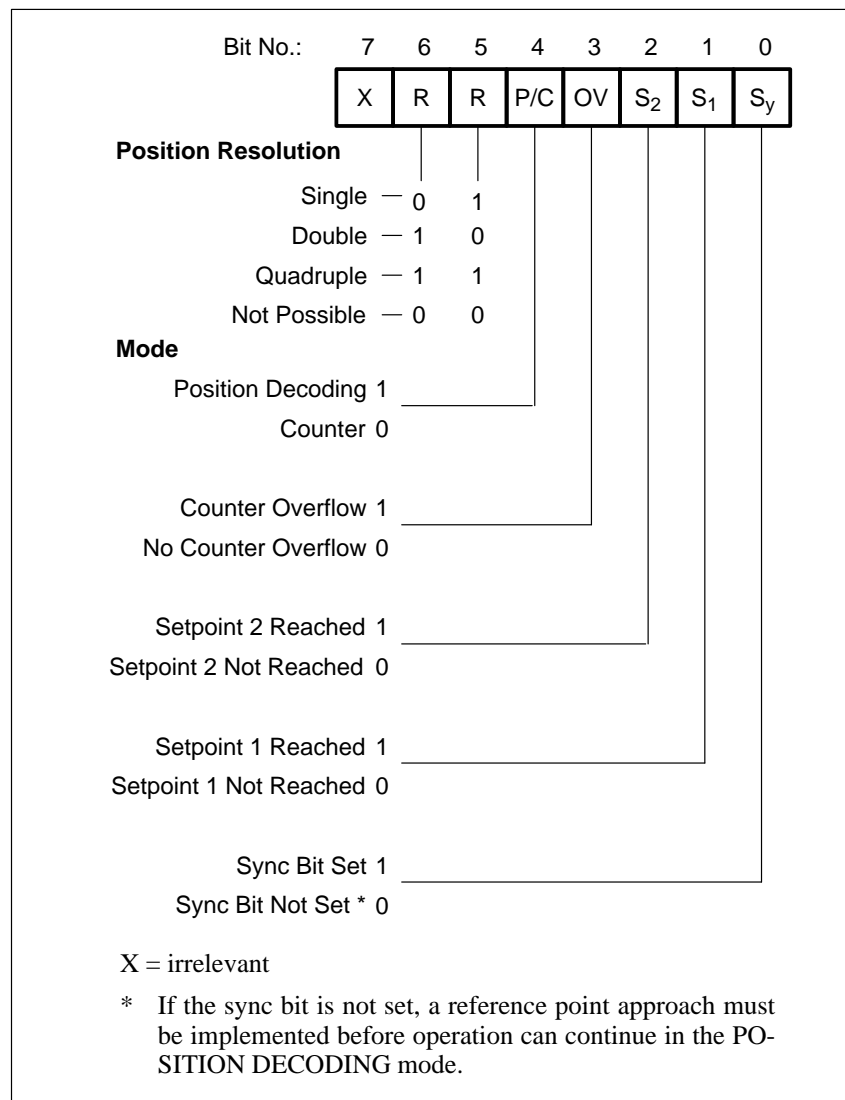 Bit No.: 7 6 5 4 3 2 1 0
X R R P/C OV S2 S1 Sy
Position Resolution
Single — 0 1
Double — 1 0
Quadruple — 1 1
Not Possible — 0 0
Mode
Position Decoding 1
Counter 0
Counter Overflow 1
No Counter Overflow 0
Setpoint 2 Reached 1
Setpoint 2 Not Reached 0
Setpoint 1 Reached 1
Setpoint 1 Not Reached 0
Sync Bit Set 1
Sync Bit Not Set * 0
X = irrelevant
* If the sync bit is not set, a reference point approach must
be implemented before operation can continue in the PO-
SITION DECODING mode.